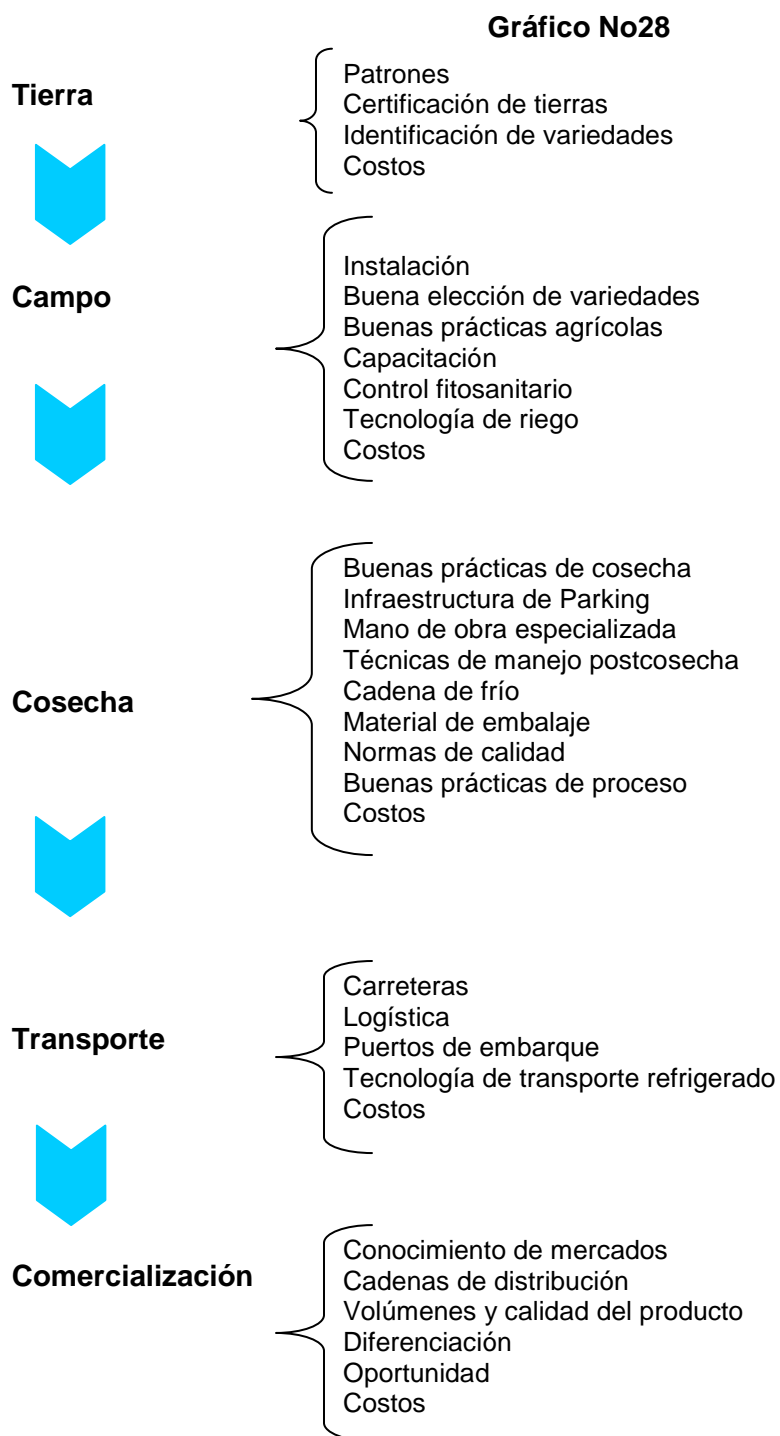 Gráfico No28
Tierra
Patrones
Certificación de tierras
Identificación de variedades
Costos
Campo
Instalación
Buena elección de variedades
Buenas prácticas agrícolas
Capacitación
Control fitosanitario
Tecnología de riego
Costos
Cosecha
Buenas prácticas de cosecha
Infraestructura de Parking
Mano de obra especializada
Técnicas de manejo postcosecha
Cadena de frío
Material de embalaje
Normas de calidad
Buenas prácticas de proceso
Costos
Transporte
Carreteras
Logística
Puertos de embarque
Tecnología de transporte refrigerado
Costos
Comercialización
Conocimiento de mercados
Cadenas de distribución
Volúmenes y calidad del producto
Diferenciación
Oportunidad
Costos